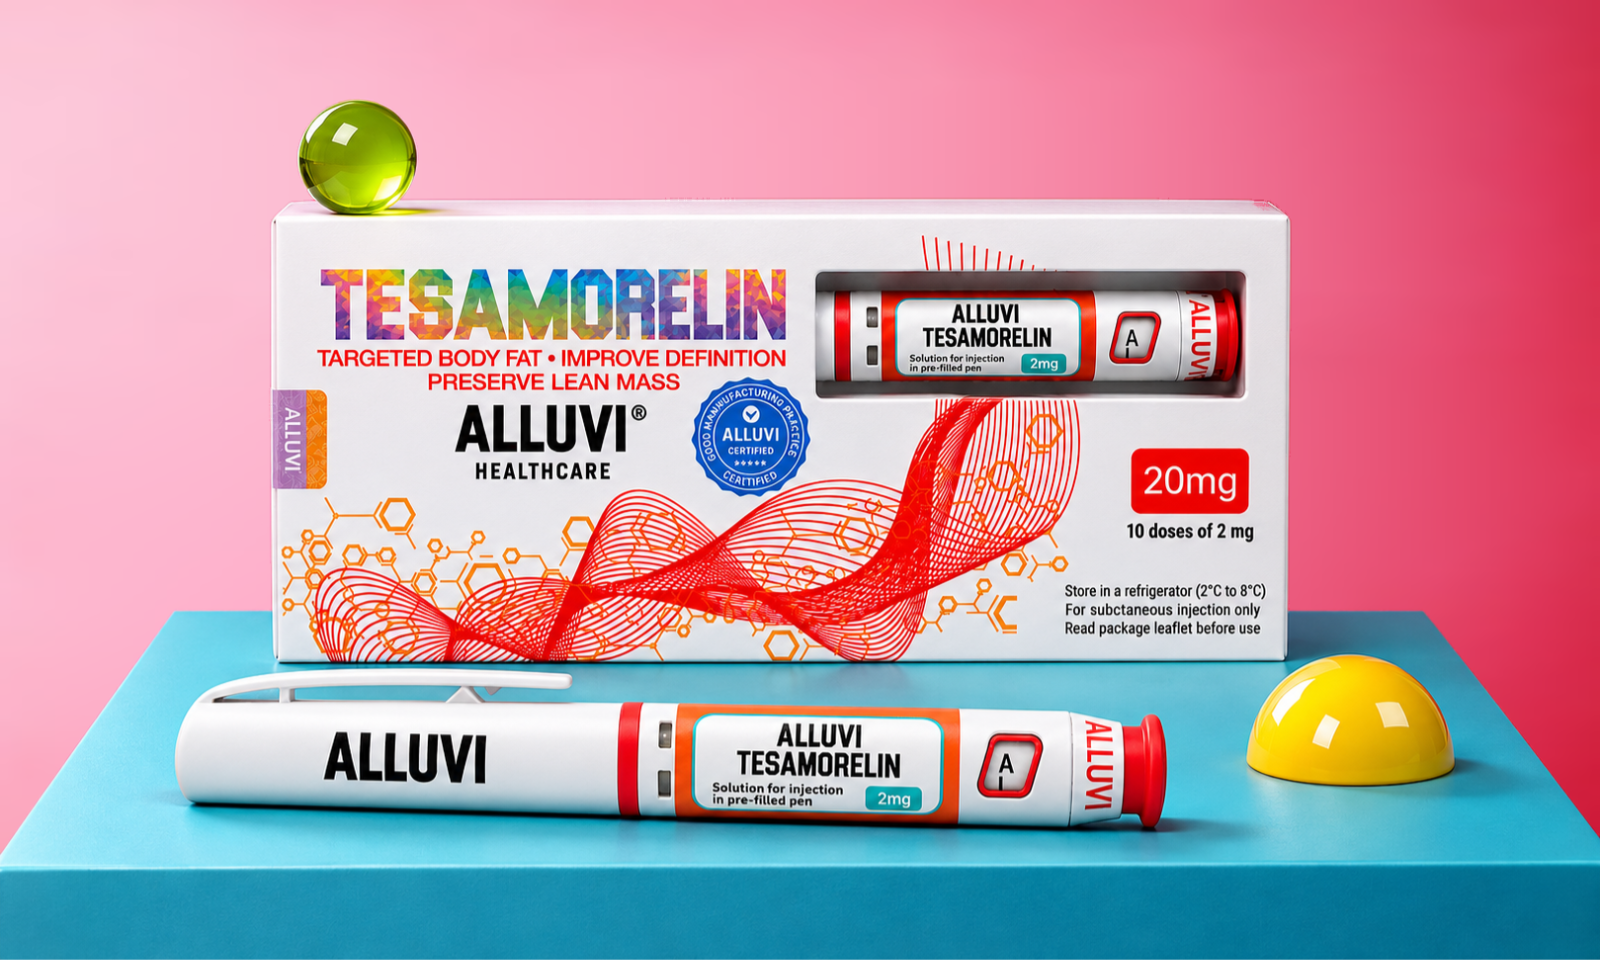 TESAMORELIN
TARGETED BODY FAT • IMPROVE DEFINITION
PRESERVE LEAN MASS
ALLUVI®
HEALTHCARE
ALLUVI
GOOD MANNUFACTURING PRACTICE
ALLUVI
CERTIFIED
CEARTIFIED
ALLUVI
TESAMORELIN
Solution for injection
in pre-filled pen
2mg
A
ALLUVI
20mg
10 doses of 2 mg
Store in a refrigerator (2°C to 8°C)
For subctaneous injection only
Read package leaflet before use
ALLUVI
ALLUVI
TESAMORELIN
Solution for injection
in pre-filled pen
2mg
A
ALLUVI